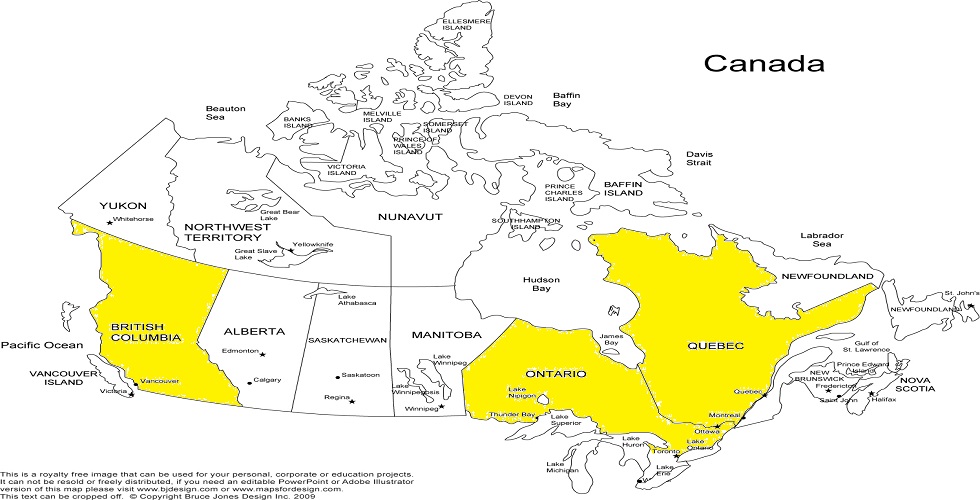 Canada
ELLESMERE
ISLAND
DEVON
ISLAND
Baffin
Bay
Beauton
Sea
BANKS
ISLAND
MELVILLE
ISLAND
SOMERSET
ISLAND
PRINCE OF
WALES
ISLAND
VICTORIA
ISLAND
Davis
Strait
PRINCE
CHARLES
ISLAND
BAFFIN
ISLAND
YUKON
Whitehorse
Great Bear
Lake
NORTHWEST
TERRITORY
Yellowknife
Great Slave
Lake
NUNAVUT
SOUTHHAMPTON
ISLAND
Labrador
Sea
Hudson
Bay
NEWFOUNDLAND
St. John's
NEWFOUNDLAND
Lake
Athabasca
BRITISH
COLUMBIA
ALBERTA
SASKATCHEWAN
MANITOBA
Pacific Ocean
Edmonton
James
Bay
QUEBEC
Gulf of
St. Lawrence
Lake
Winnipeg
VANCOUVER
ISLAND
Vancouver
Victoria
Calgary
Saskatoon
Regina
Lake
Winnipegosis
Winnipeg
ONTARIO
Lake
Nipigon
Thunder Bay
Lake
Superior
Prince Edward
Island
NEW
BRUNSWICK
Fredericton
Saint John
Halifax
NOVA
SCOTIA
Quebec
Montreal
Ottawa
Lake
Huron
Lake
Ontario
Toronto
Lake
Michigan
Lake
Erie
This is a royalty free image that can be used for your personal, corporate or education projects.
It can not be resold or freely distributed, if you need an editable PowerPoint or Adobe Illustrator
version of this map please visit www.bjdesign.com or www.mapsfordesign.com.
This text can be cropped off. © Copyright Bruce Jones Design Inc. 2009